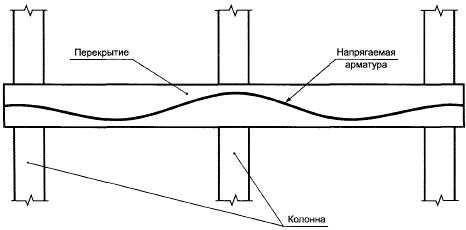 Перекрытие
Напрягаемая
арматура
Колонна